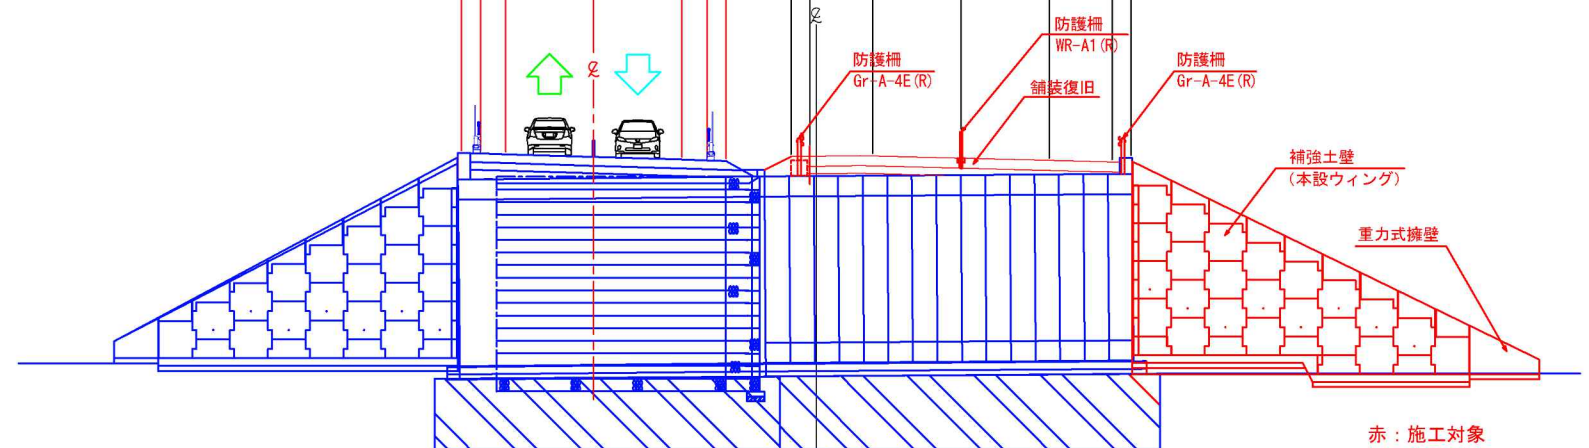 ℄
防護柵
WR-A1(R)
防護柵
Gr-A-4E(R)
防護柵
Gr-A-4E(R)
℄
舗装復旧
補強土壁
(本設ウィング)
重力式擁壁
赤：施工対象